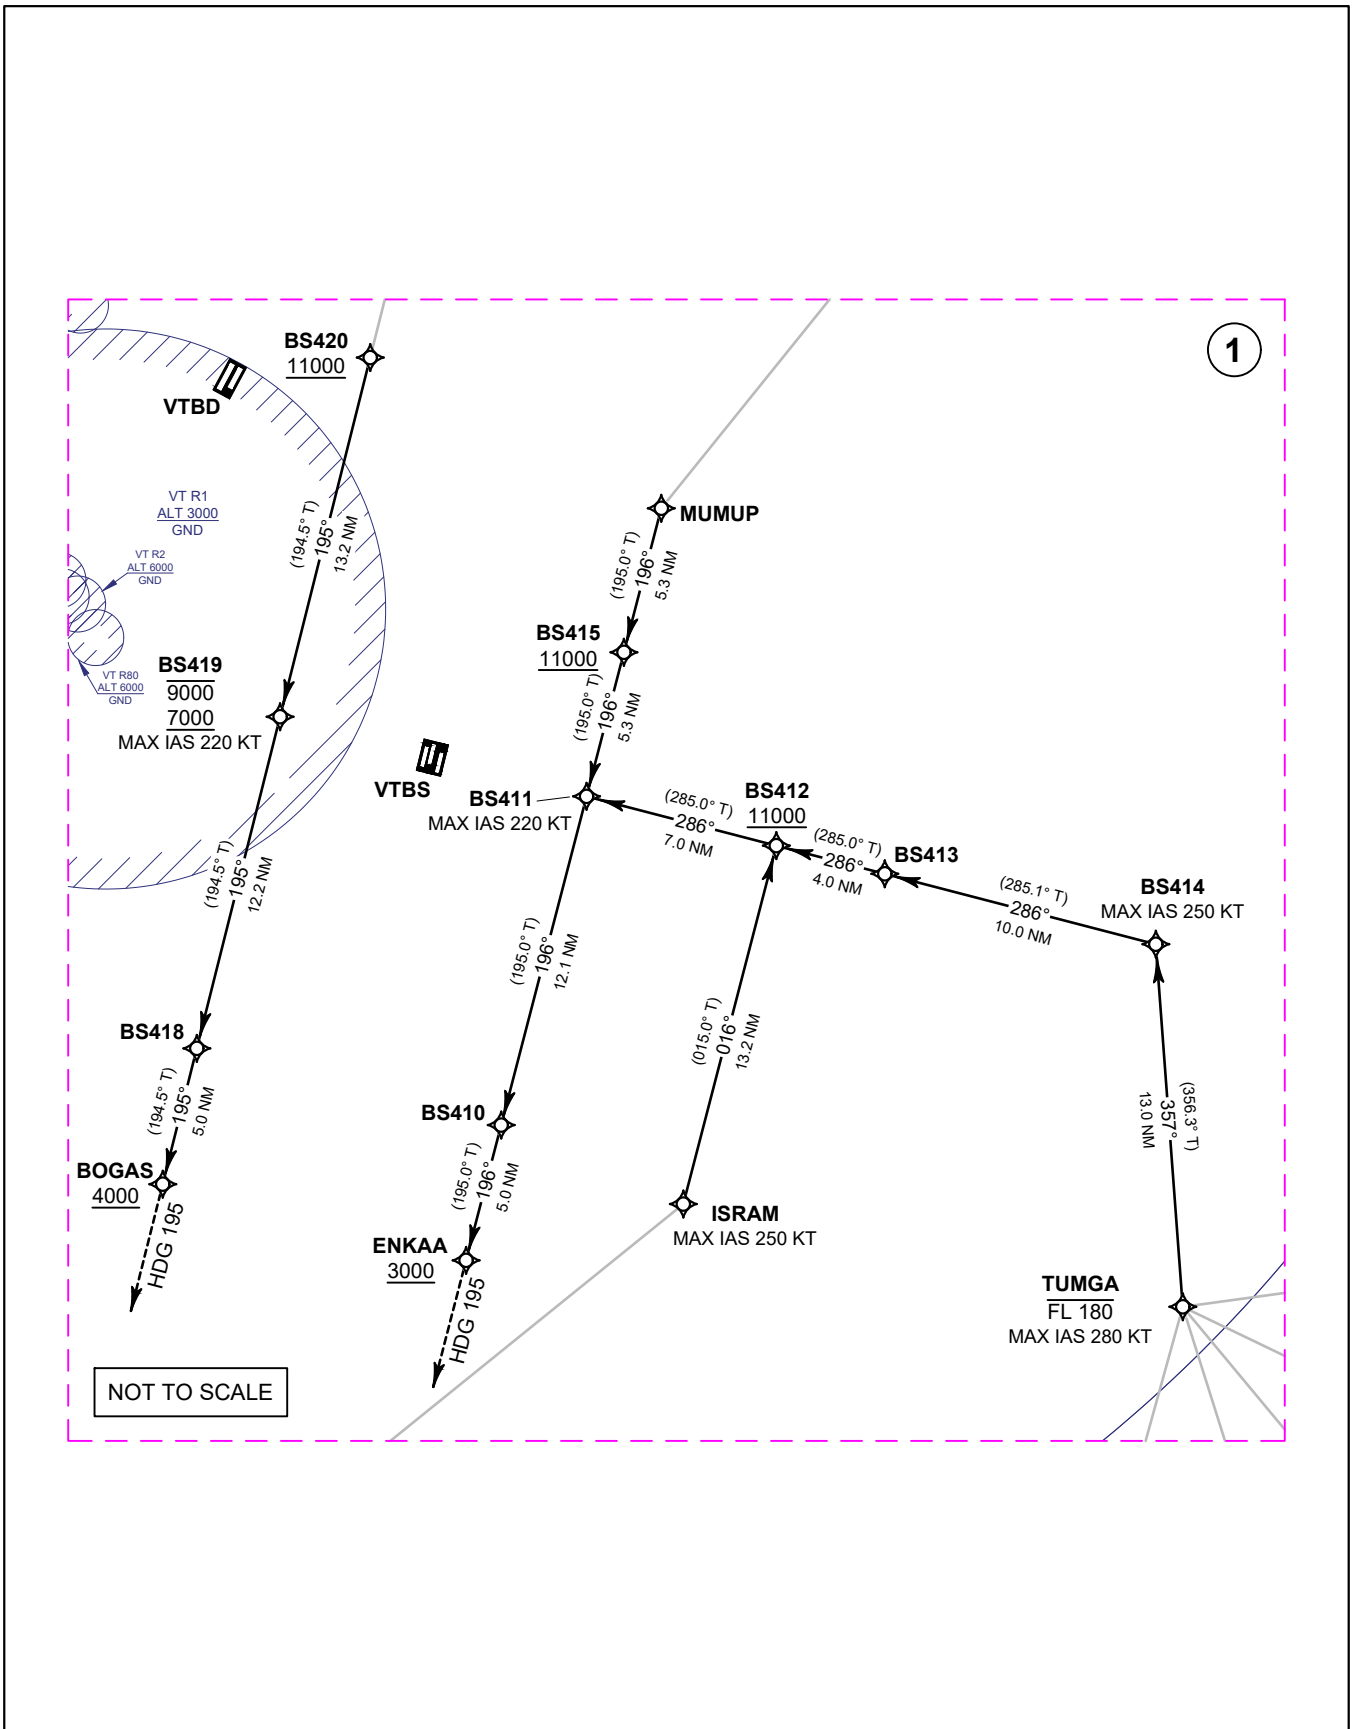 1
BS420
11000
VTBD
VT R1
ALT 3000
GND
VT R2
ALT 6000
GND
(194.5° T)
195°
13.2 NM
MUMUP
(195.0° T)
196°
5.3 NM
BS415
11000
BS419
9000
7000
MAX IAS 220 KT
VT R80
ALT 6000
GND
(195.0° T)
196°
5.3 NM
VTBS
BS411
MAX IAS 220 KT
(285.0° T)
286°
7.0 NM
BS412
11000
(285.0° T)
286°
4.0 NM
BS413
(285.1° T)
286°
10.0 NM
BS414
MAX IAS 250 KT
(194.5° T)
195°
12.2 NM
(195.0° T)
196°
12.1 NM
(015.0° T)
016°
13.2 NM
BS418
(194.5° T)
195°
5.0 NM
BS410
(195.0° T)
196°
5.0 NM
(356.3° T)
357°
13.0 NM
BOGAS
4000
HDG 195
ISRAM
MAX IAS 250 KT
ENKAA
3000
HDG 195
TUMGA
FL 180
MAX IAS 280 KT
NOT TO SCALE